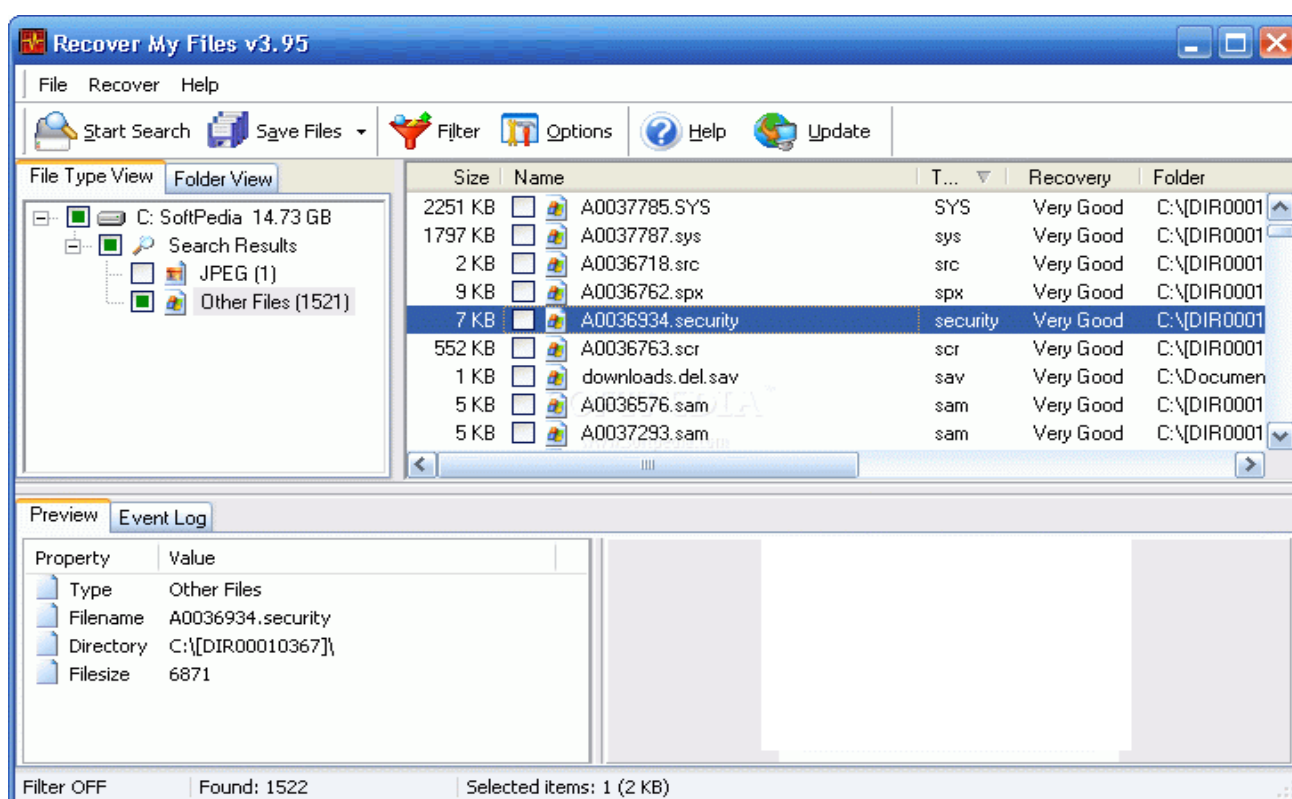 Recover My Files v3.95
File Recover Help
Start Search Save Files Filter Options Help Update
File Type View Folder View
C: SoftPedia 14.73 GB
Search Results
JPEG (1)
Other Files (1521)
Size Name T... Recovery Folder
2251 KB A0037785.SYS SYS Very Good C:\[DIR0001
1797 KB A0037787.sys sys Very Good C:\[DIR0001
2 KB A0036718.src src Very Good C:\[DIR0001
9 KB A0036762.spx spx Very Good C:\[DIR0001
7 KB A0036934.security security Very Good C:\[DIR0001
552 KB A0036763.scr scr Very Good C:\[DIR0001
1 KB downloads.del.sav sav Very Good C:\Documen
5 KB A0036576.sam sam Very Good C:\[DIR0001
5 KB A0037293.sam sam Very Good C:\[DIR0001
Preview Event Log
Property Value
Type Other Files
Filename A0036934.security
Directory C:\[DIR00010367]\
Filesize 6871
Filter OFF Found: 1522 Selected items: 1 (2 KB)